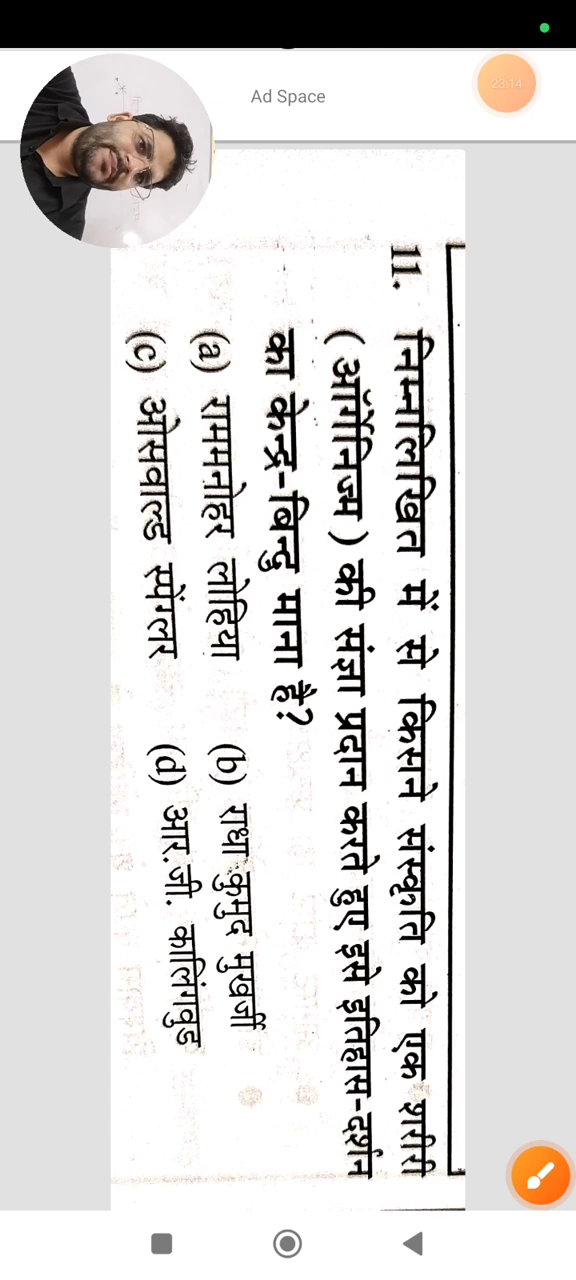 Ad Space
23:14
11. निम्नलिखित में से किसने संस्कृति को एक शरीरी
(ऑर्गेनिज्म) की संज्ञा प्रदान करते हुए इसे इतिहास-दर्शन
का केन्द्र-बिन्दु माना है?
(a) राममनोहर लोहिया (b) राधा कुमुद मुखर्जी
(c) ओसवाल्ड स्पेंग्लर (d) आर.जी. कालिंगवुड